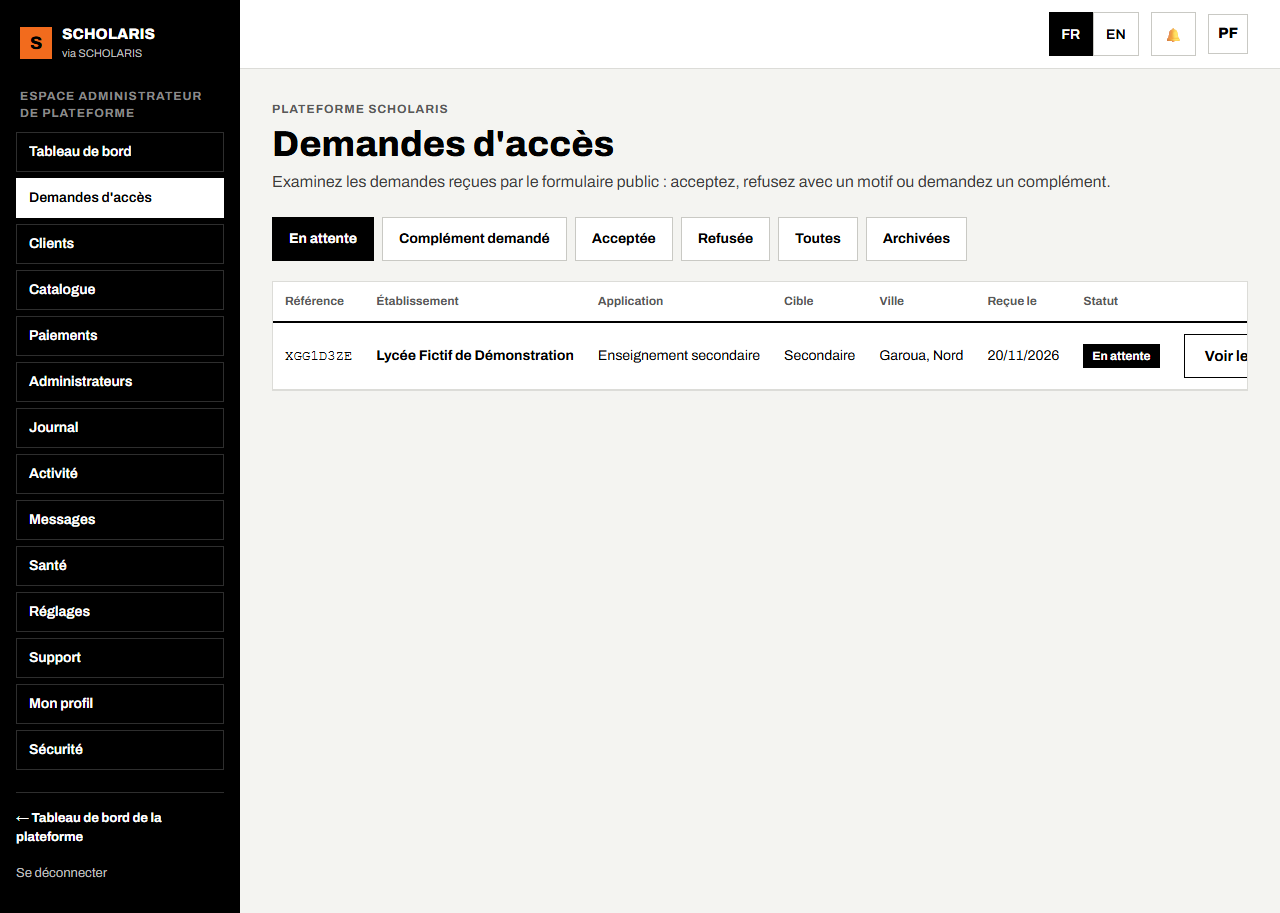 S
SCHOLARIS
via SCHOLARIS
ESPACE ADMINISTRATEUR
DE PLATEFORME
Tableau de bord
Demandes d'accès
Clients
Catalogue
Paiements
Administrateurs
Journal
Activité
Messages
Santé
Réglages
Support
Mon profil
Sécurité
← Tableau de bord de la
plateforme
Se déconnecter
FR EN PF
PLATEFORME SCHOLARIS
Demandes d'accès
Examinez les demandes reçues par le formulaire public : acceptez, refusez avec un motif ou demandez un complément.
En attente Complément demandé Acceptée Refusée Toutes Archivées
Référence Établissement Application Cible Ville Reçue le Statut
XGG1D3ZE Lycée Fictif de Démonstration Enseignement secondaire Secondaire Garoua, Nord 20/11/2026 En attente Voir le